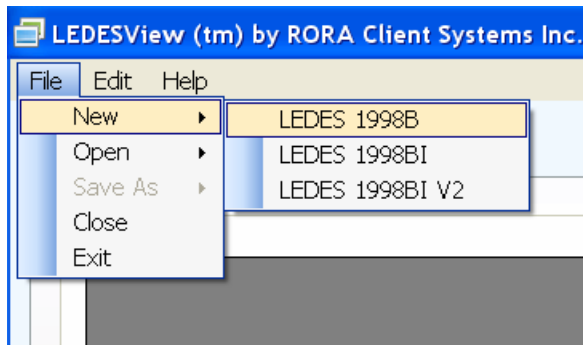 LEDESView (tm) by RORA Client Systems Inc.
File Edit Help
New LEDES 1998B
Open LEDES 1998BI
Save As LEDES 1998BI V2
Close
Exit